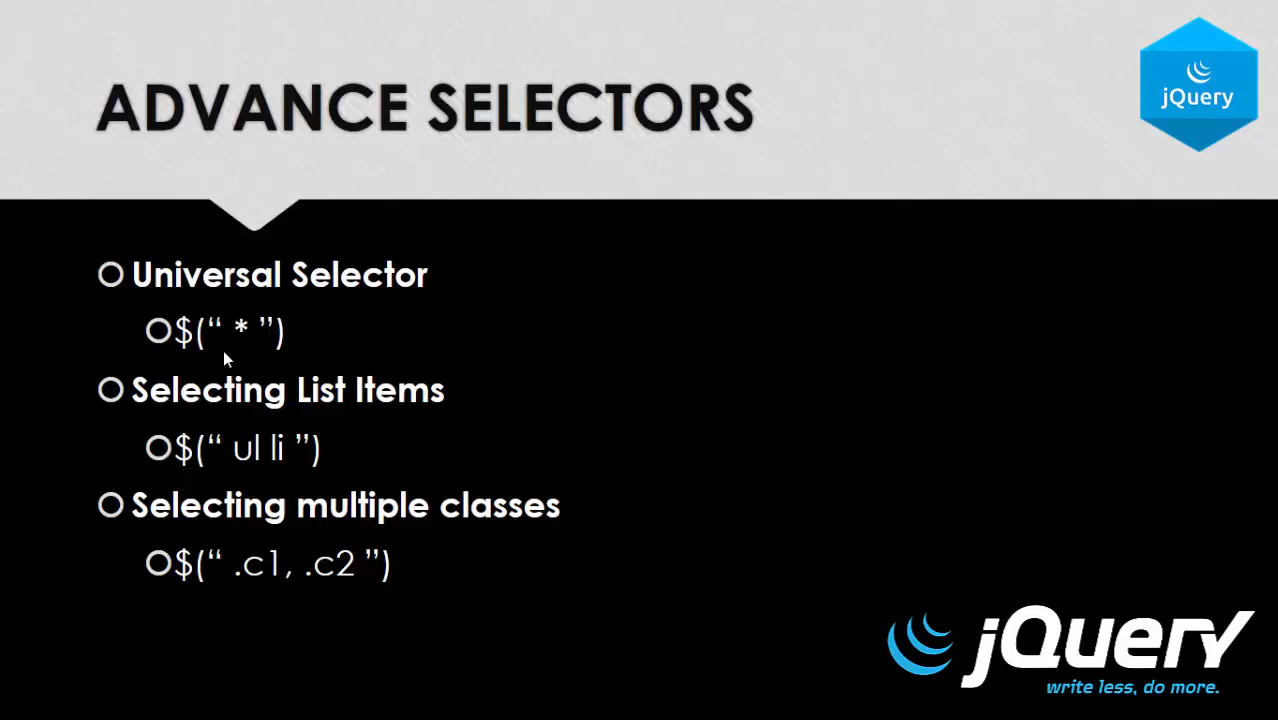 ADVANCE SELECTORS
jQuery
Universal Selector
$(“ * ”)
Selecting List Items
$(“ ul li ”)
Selecting multiple classes
$(“ .c1, .c2 ”)
jQuery
write less, do more.